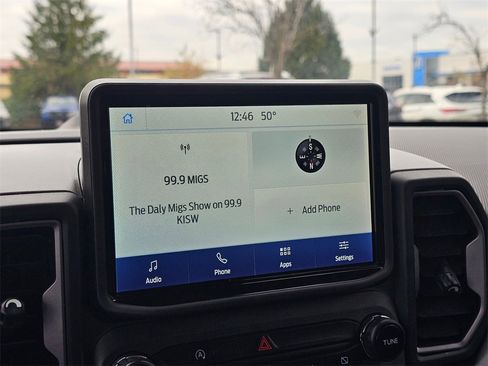 12:46 50°
99.9 MIGS
The Daly Migs Show on 99.9
KISW
S
N
+ Add Phone
Audio
Phone
Apps
Settings
TUNE